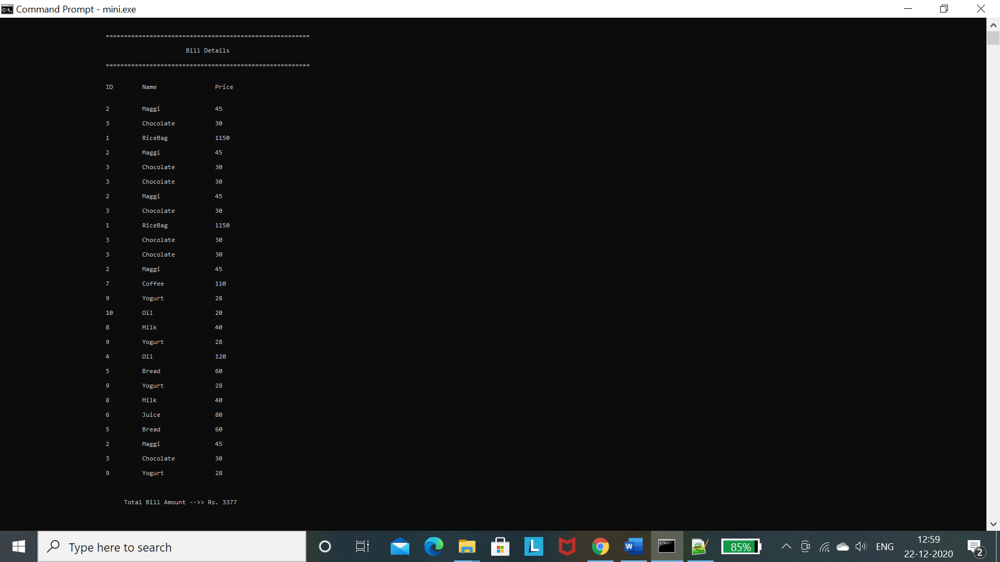 Command Prompt - mini.exe
========================================================
Bill Details
========================================================
ID Name Price
2 Maggi 45
3 Chocolate 30
1 RiceBag 1150
2 Maggi 45
3 Chocolate 30
3 Chocolate 30
2 Maggi 45
3 Chocolate 30
1 RiceBag 1150
3 Chocolate 30
3 Chocolate 30
2 Maggi 45
7 Coffee 110
9 Yogurt 28
10 Oil 20
8 Milk 40
9 Yogurt 28
4 Oil 120
5 Bread 60
9 Yogurt 28
8 Milk 40
6 Juice 80
5 Bread 60
2 Maggi 45
3 Chocolate 30
9 Yogurt 28
Total Bill Amount -->> Rs. 3377
Type here to search
L
W
85%
ENG
12:59
22-12-2020
2